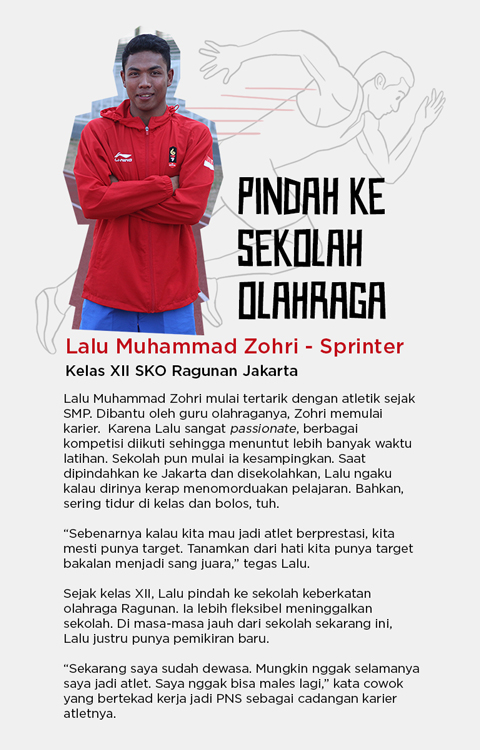 PINDAH KE
SEKOLAH
OLAHRAGA
Lalu Muhammad Zohri - Sprinter
Kelas XII SKO Ragunan Jakarta
Lalu Muhammad Zohri mulai tertarik dengan atletik sejak
SMP. Dibantu oleh guru olahraganya, Zohri memulai
karier. Karena Lalu sangat passionate, berbagai
kompetisi diikuti sehingga menuntut lebih banyak waktu
latihan. Sekolah pun mulai ia kesampingkan. Saat
dipindahkan ke Jakarta dan disekolahkan, Lalu ngaku
kalau dirinya kerap menomorduakan pelajaran. Bahkan,
sering tidur di kelas dan bolos, tuh.
“Sebenarnya kalau kita mau jadi atlet berprestasi, kita
mesti punya target. Tanamkan dari hati kita punya target
bakalan menjadi sang juara,” tegas Lalu.
Sejak kelas XII, Lalu pindah ke sekolah keberkatan
olahraga Ragunan. Ia lebih fleksibel meninggalkan
sekolah. Di masa-masa jauh dari sekolah sekarang ini,
Lalu justru punya pemikiran baru.
“Sekarang saya sudah dewasa. Mungkin nggak selamanya
saya jadi atlet. Saya nggak bisa males lagi,” kata cowok
yang bertekad kerja jadi PNS sebagai cadangan karier
atletnya.